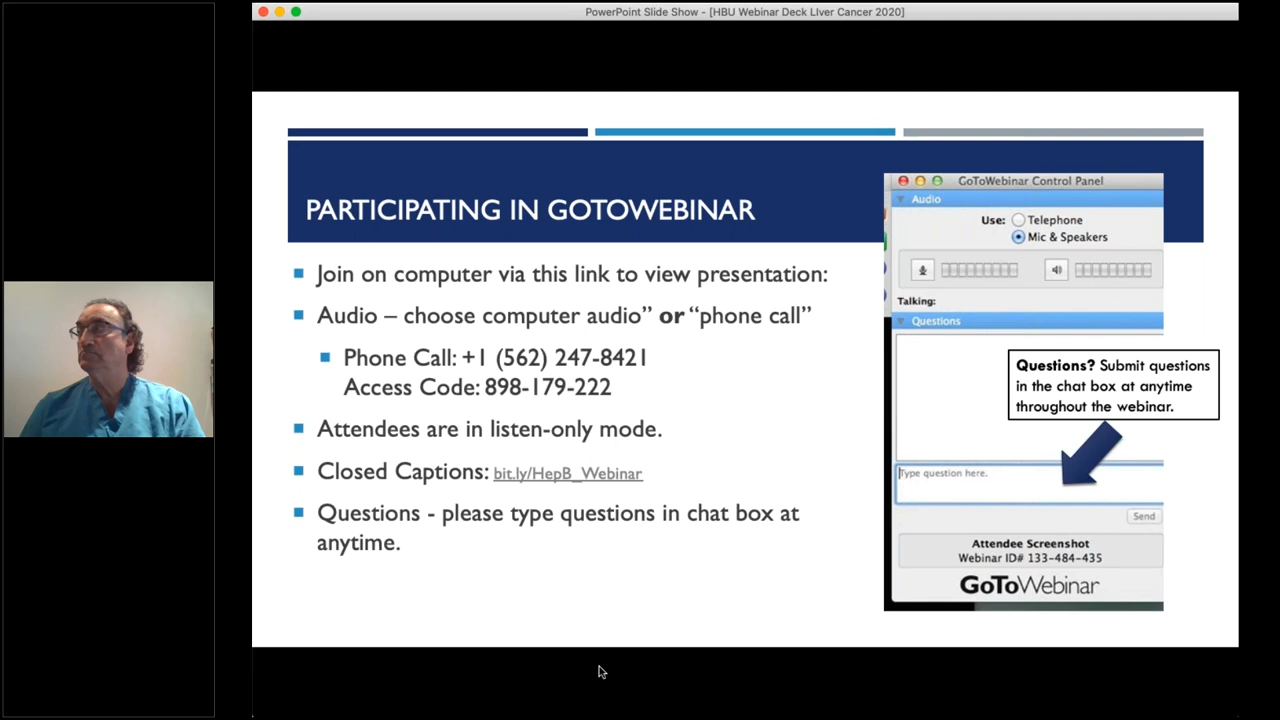 PowerPoint Slide Show - [HBU Webinar Deck LIver Cancer 2020]
PARTICIPATING IN GOTOWEBINAR
Join on computer via this link to view presentation:
Audio – choose computer audio” or “phone call”
Phone Call: +1 (562) 247-8421
Access Code: 898-179-222
Attendees are in listen-only mode.
Closed Captions: bit.ly/HepB_Webinar
Questions - please type questions in chat box at
anytime.
GoToWebinar Control Panel
Audio
Use: Telephone
Mic & Speakers
Talking:
Questions
Questions? Submit questions
in the chat box at anytime
throughout the webinar.
Type question here.
Send
Attendee Screenshot
Webinar ID# 133-484-435
GoToWebinar